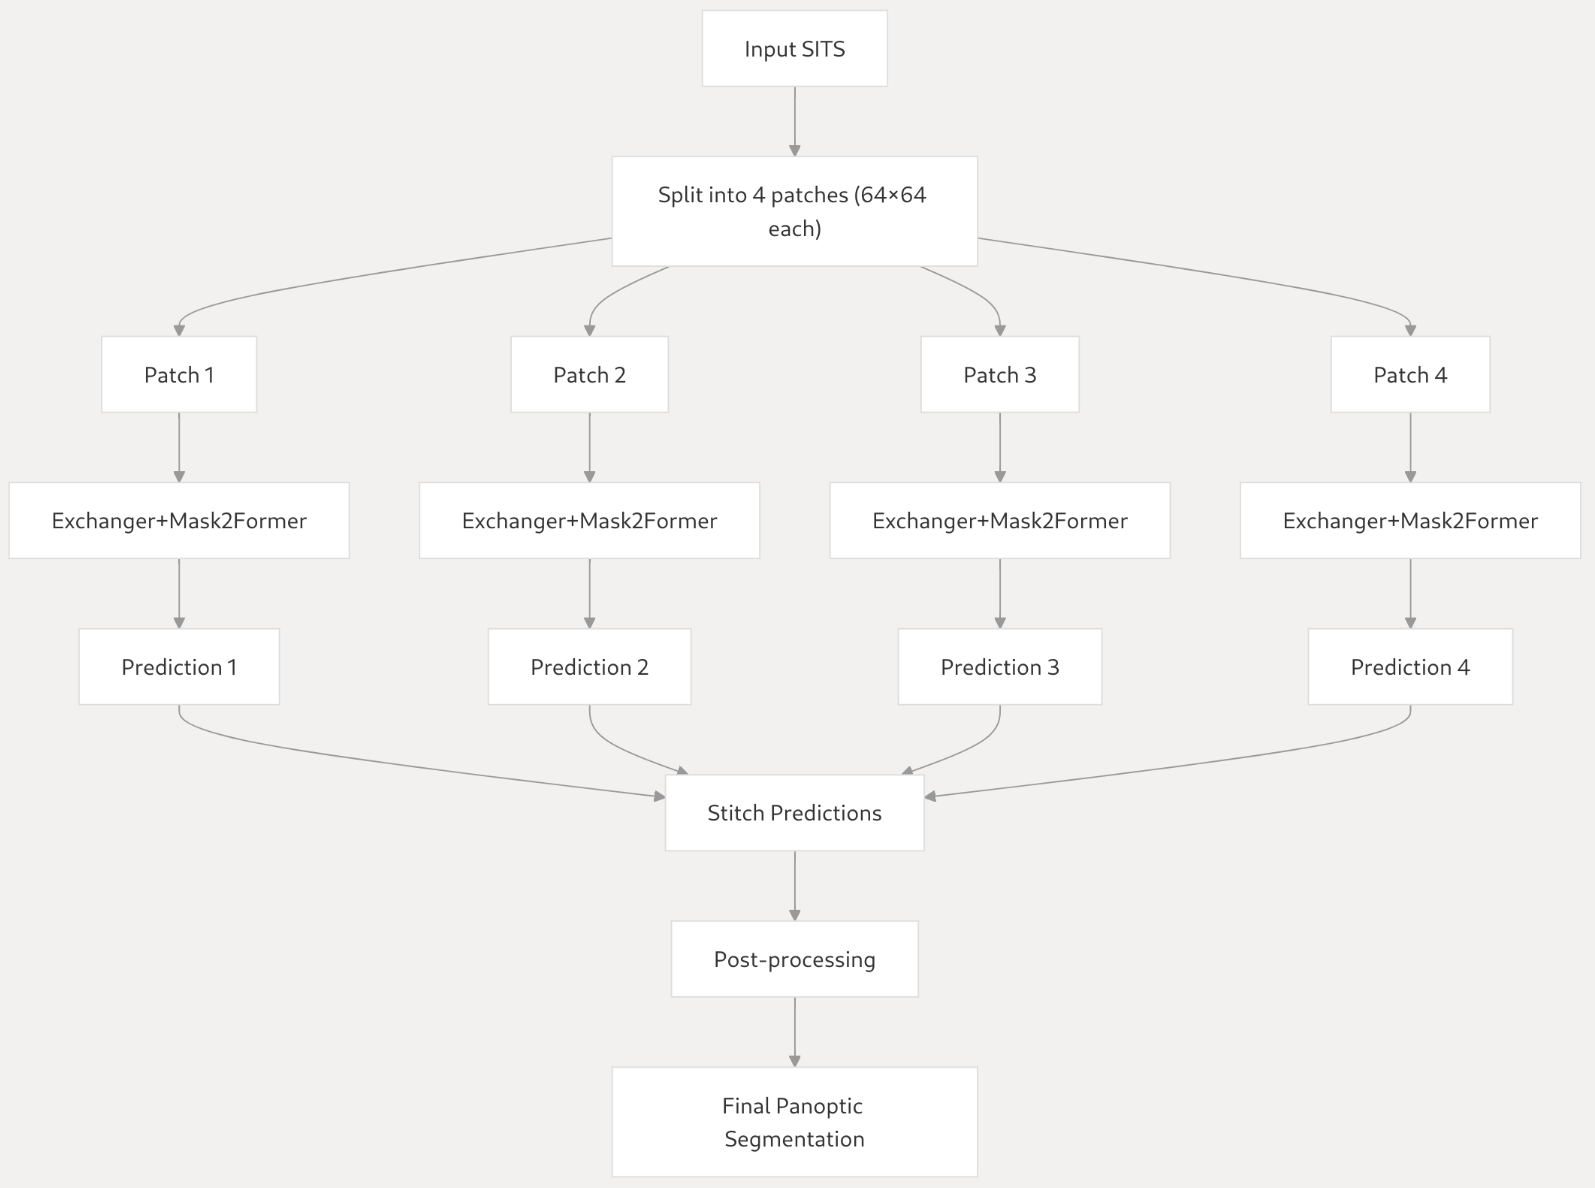 Input SITS
Split into 4 patches (64×64
each)
Patch 1
Patch 2
Patch 3
Patch 4
Exchanger+Mask2Former
Exchanger+Mask2Former
Exchanger+Mask2Former
Exchanger+Mask2Former
Prediction 1
Prediction 2
Prediction 3
Prediction 4
Stitch Predictions
Post-processing
Final Panoptic
Segmentation